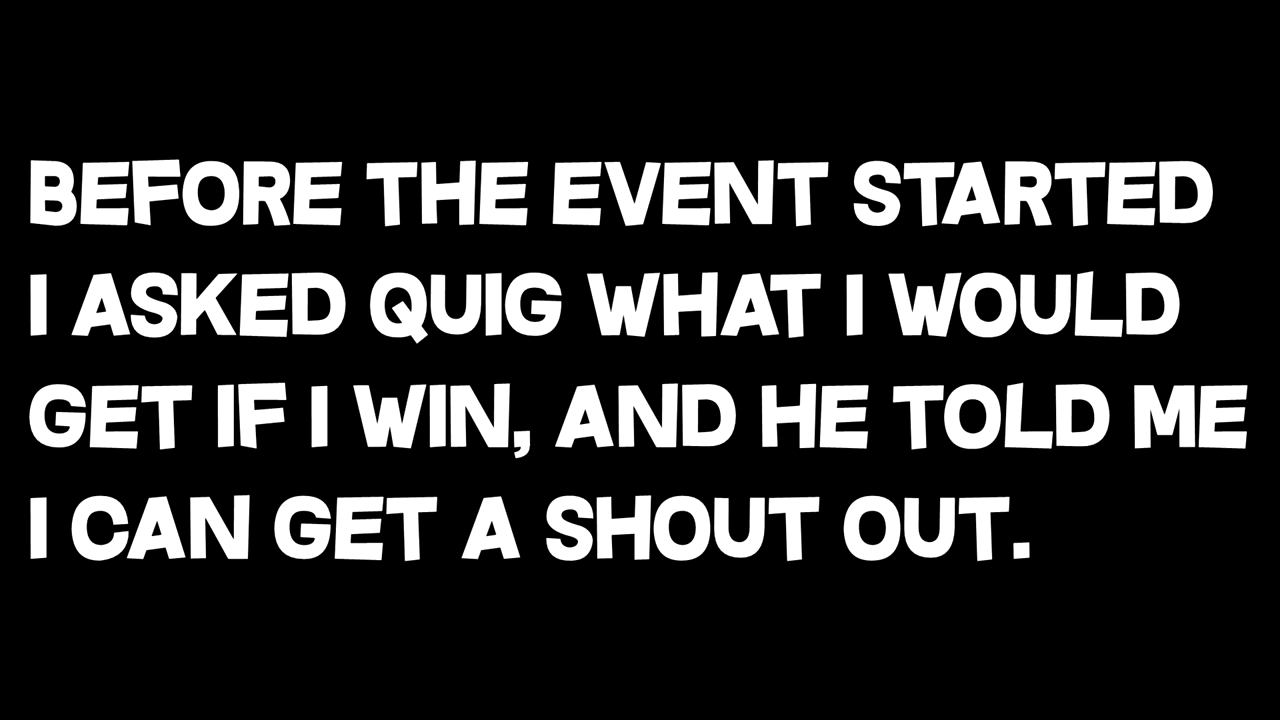 BEFORE THE EVENT STARTED
I ASKED QUIG WHAT I WOULD
GET IF I WIN, AND HE TOLD ME
I CAN GET A SHOUT OUT.